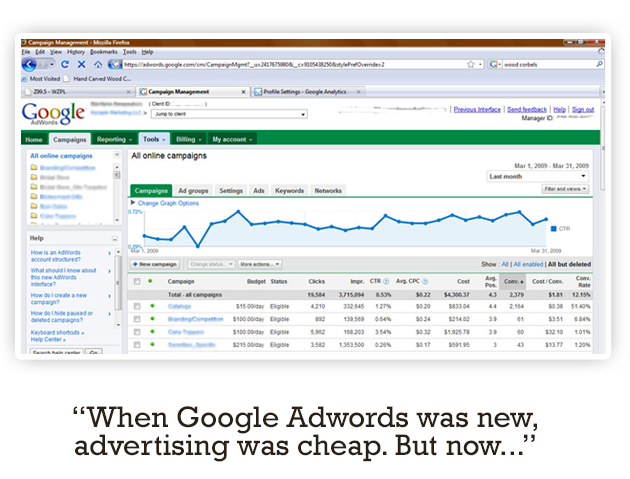 Campaign Management - Mozilla Firefox
File Edit View History Bookmarks Tools Help
https://adwords.google.com/cm/CampaignMgmt?__u=2417675980&__c=9105438250&stylePrefOverride=2
wood corbels
Most Visited Hand Carved Wood C...
299.5 - WZPL Campaign Management Profile Settings - Google Analytics
Google
AdWords
( Client ID:
Jump to client
Previous Interface | Send feedback | Help | Sign out
Manager ID:
Home Campaigns Reporting Tools Billing My account
All online campaigns
All online campaigns
Mar 1, 2009 - Mar 31, 2009
Last month
Campaigns Ad groups Settings Ads Keywords Networks
Filter and views
Change Graph Options
0.72%
CTR
Mar 1, 2009 Mar 31, 2009
Help
How is an AdWords
account structured?
What should I know about
this new AdWords
interface?
How do I create a new
campaign?
How do I hide paused or
deleted campaigns?
Keyboard shortcuts »
Help Center »
Search help center Go
+ New campaign Change status... More actions...
Show : All | All enabled | All but deleted
Campaign Budget Status Clicks Impr. CTR Avg. CPC Cost Avg. Pos. Conv. Cost / Conv. Conv. Rate
Total - all campaigns 19,584 3,715,094 0.53% $0.22 $4,300.37 4.3 2,379 $1.81 12.15%
Catalogs $15.00/day Eligible 4,210 332,645 1.27% $0.20 $833.04 4.4 2,164 $0.38 51.40%
Branding/Competition $100.00/day Eligible 892 139,569 0.64% $0.24 $214.02 3.9 61 $3.51 6.84%
$100.00/day Eligible 5,962 168,203 3.54% $0.32 $1,925.78 3.9 60 $32.10 1.01%
$215.00/day Eligible 3,582 1,353,500 0.26% $0.17 $591.95 3 43 $13.77 1.20%
“When Google Adwords was new,
advertising was cheap. But now...”